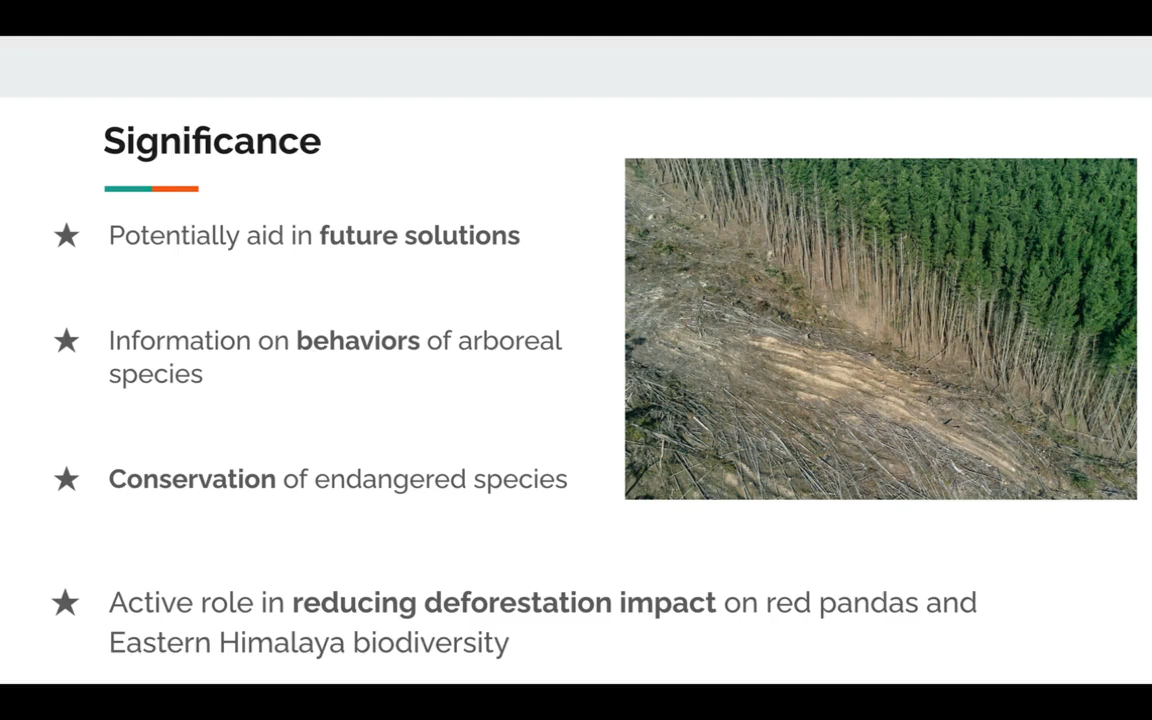 Significance
Potentially aid in future solutions
Information on behaviors of arboreal
species
Conservation of endangered species
Active role in reducing deforestation impact on red pandas and
Eastern Himalaya biodiversity